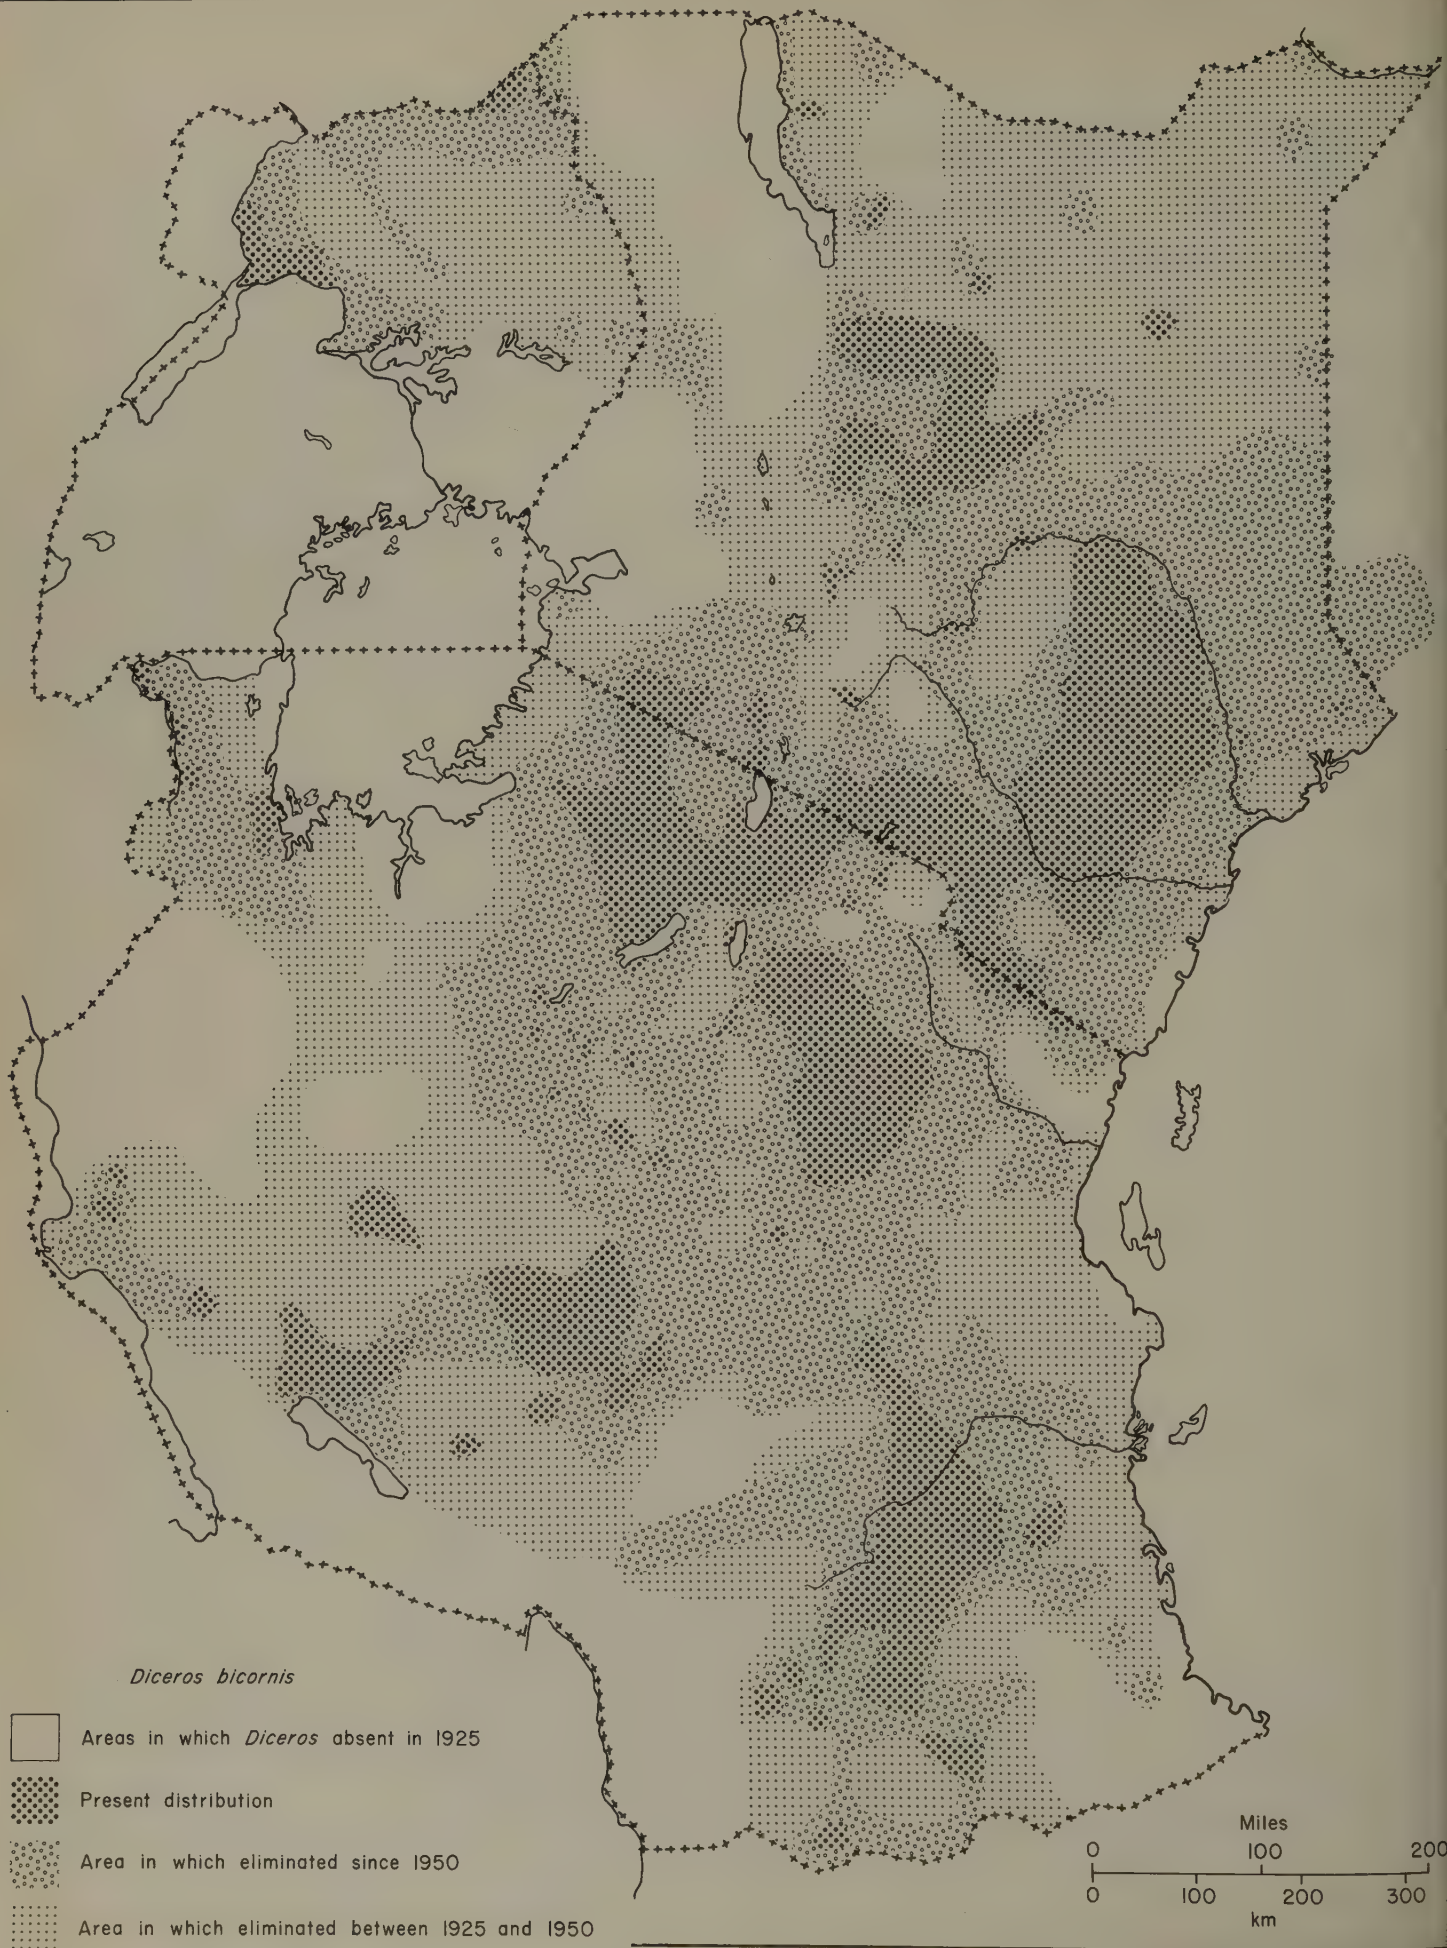 Diceros bicornis
Areas in which Diceros absent in 1925
Present distribution
Area in which eliminated since 1950
Area in which eliminated between 1925 and 1950
Miles
0 100 200
0 100 200 300
km